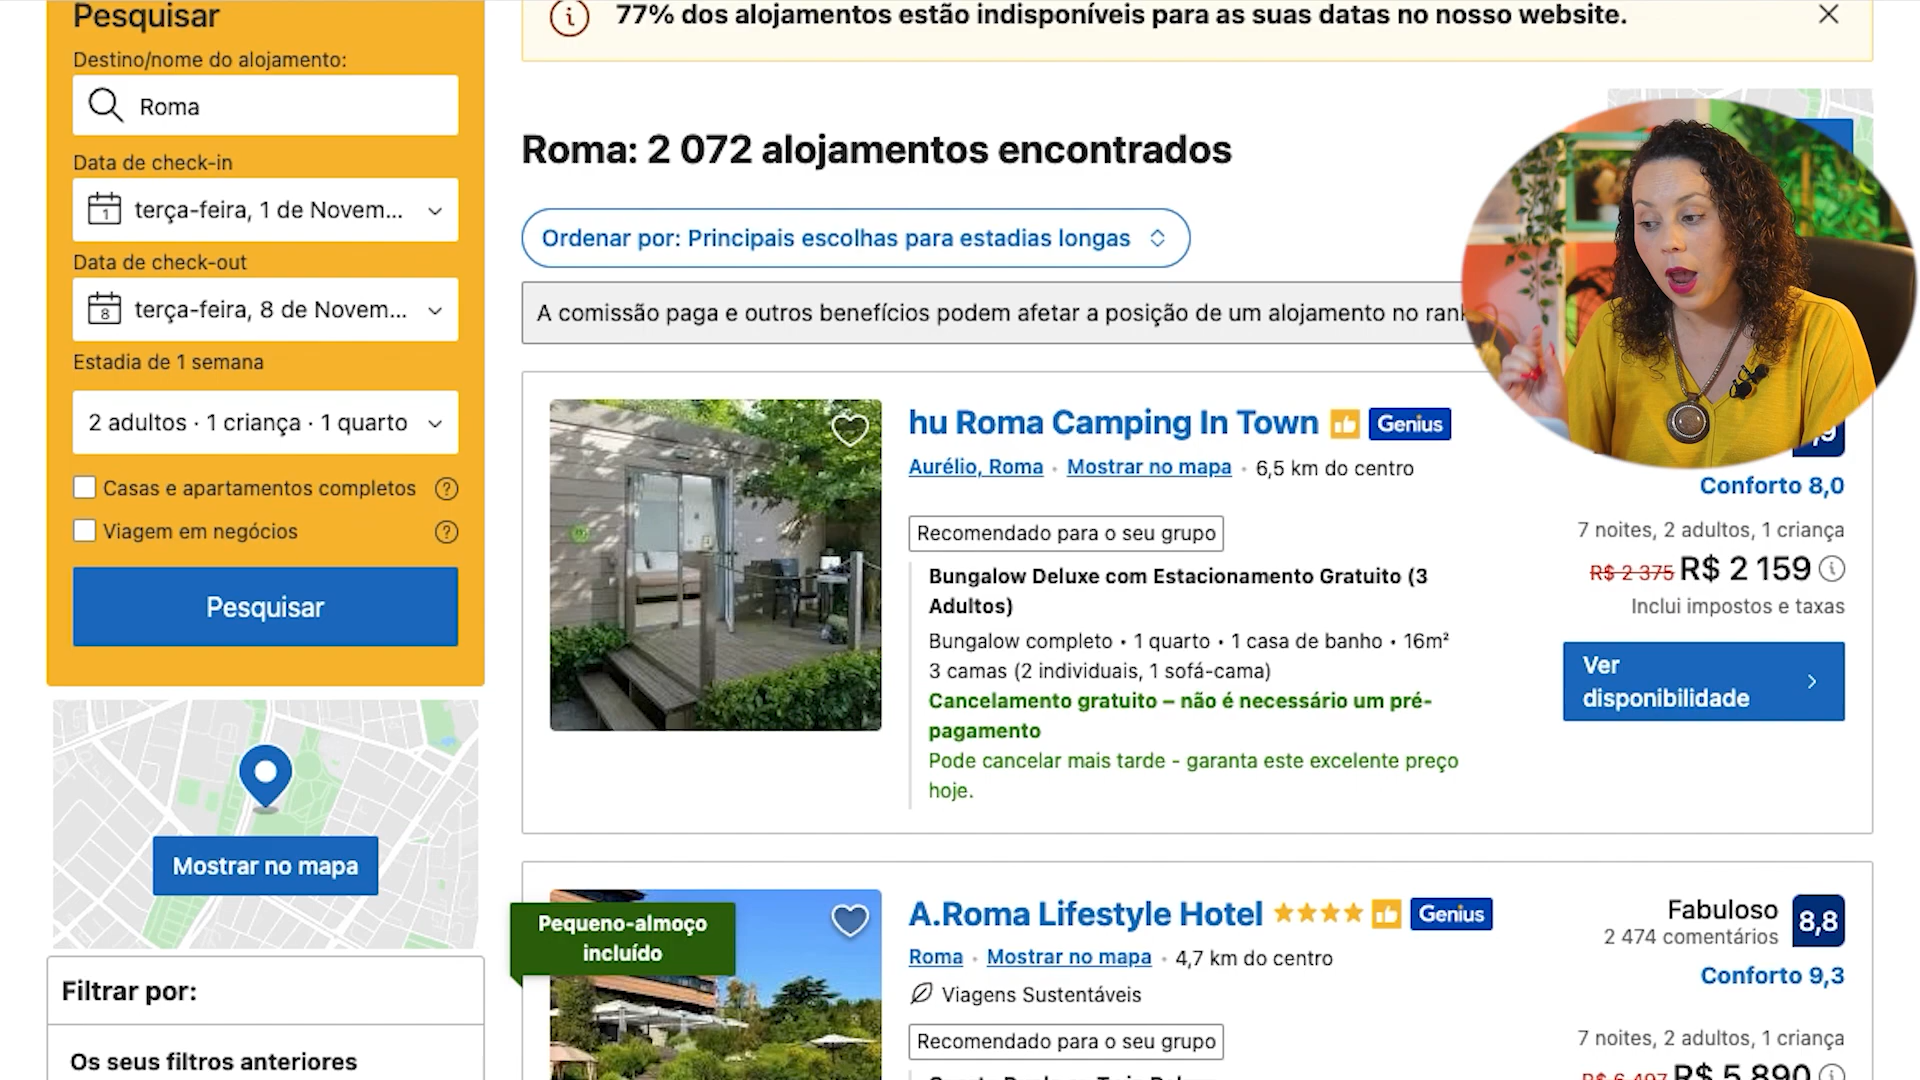 Pesquisar
Destino/nome do alojamento:
Roma
Data de check-in
1
terça-feira, 1 de Novem...
Data de check-out
8
terça-feira, 8 de Novem...
Estadia de 1 semana
2 adultos · 1 criança · 1 quarto
Casas e apartamentos completos
Viagem em negócios
Pesquisar
Mostrar no mapa
Filtrar por:
Os seus filtros anteriores
77% dos alojamentos estão indisponíveis para as suas datas no nosso website.
Roma: 2 072 alojamentos encontrados
Ordenar por: Principais escolhas para estadias longas
A comissão paga e outros benefícios podem afetar a posição de um alojamento no
hu Roma Camping In Town Genius
Aurélio, Roma · Mostrar no mapa · 6,5 km do centro
Recomendado para o seu grupo
Bungalow Deluxe com Estacionamento Gratuito (3
Adultos)
Bungalow completo • 1 quarto • 1 casa de banho • 16m²
3 camas (2 individuais, 1 sofá-cama)
Cancelamento gratuito – não é necessário um pré-
pagamento
Pode cancelar mais tarde - garanta este excelente preço
hoje.
Conforto 8,0
7 noites, 2 adultos, 1 criança
R$ 2 375 R$ 2 159
Inclui impostos e taxas
Ver
disponibilidade
Pequeno-almoço
incluído
A.Roma Lifestyle Hotel Genius
Roma · Mostrar no mapa · 4,7 km do centro
Viagens Sustentáveis
Recomendado para o seu grupo
Fabuloso 8,8
2 474 comentários
Conforto 9,3
7 noites, 2 adultos, 1 criança
R$ 5 890